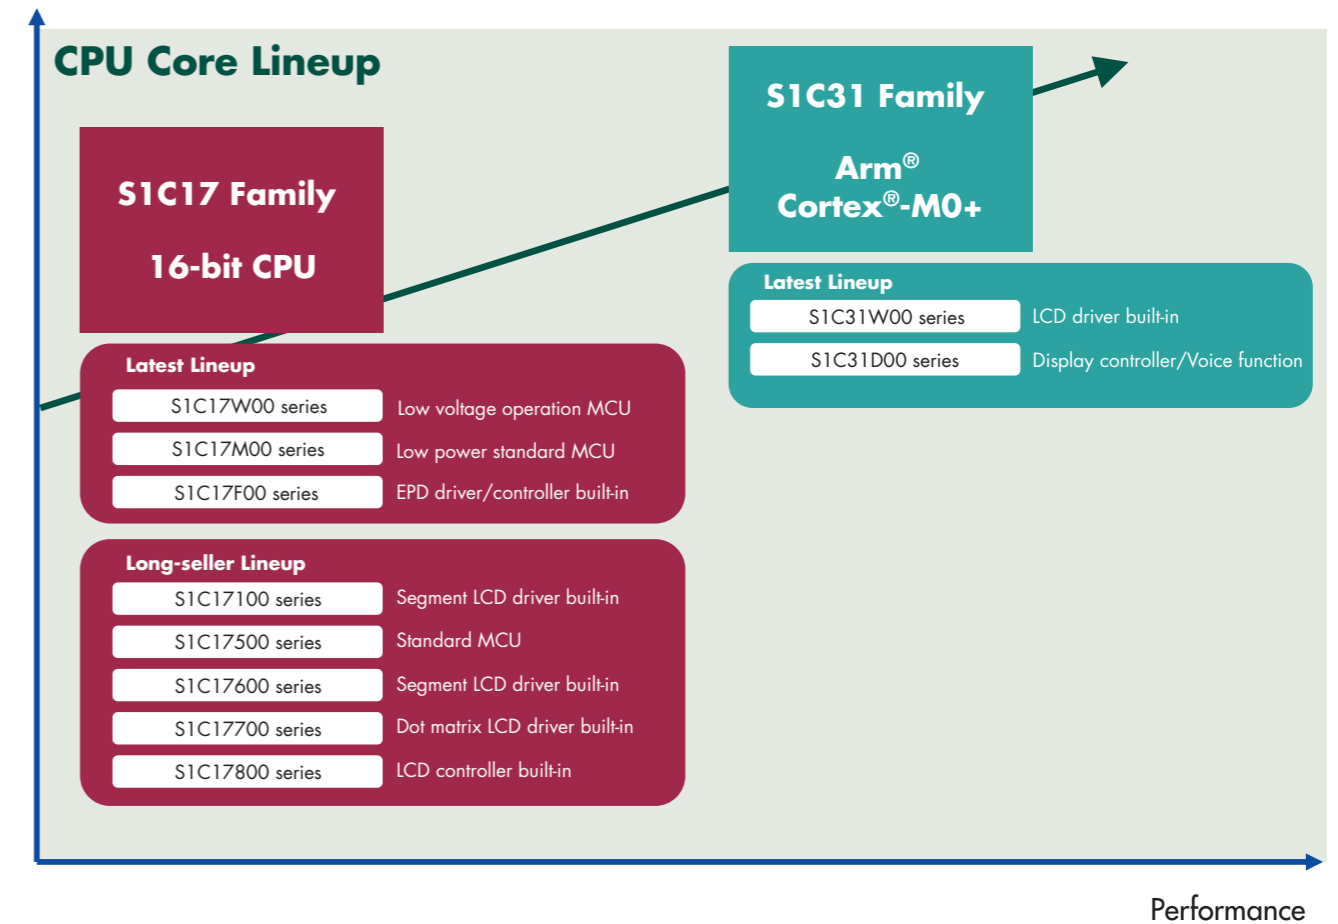 CPU Core Lineup
S1C17 Family
16-bit CPU
Latest Lineup
S1C17W00 series Low voltage operation MCU
S1C17M00 series Low power standard MCU
S1C17F00 series EPD driver/controller built-in
Long-seller Lineup
S1C17100 series Segment LCD driver built-in
S1C17500 series Standard MCU
S1C17600 series Segment LCD driver built-in
S1C17700 series Dot matrix LCD driver built-in
S1C17800 series LCD controller built-in
S1C31 Family
Arm®
Cortex®-M0+
Latest Lineup
S1C31W00 series LCD driver built-in
S1C31D00 series Display controller/Voice function
Performance